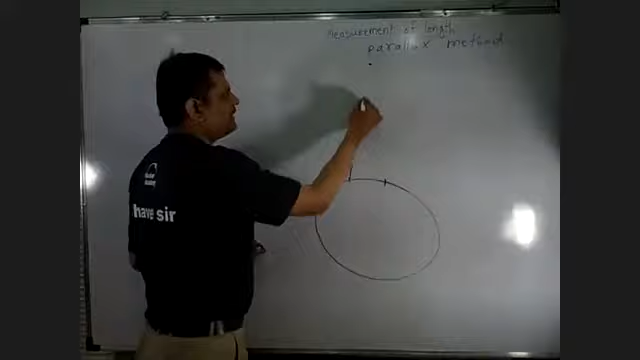 Measurement of length
parallax method
have sir